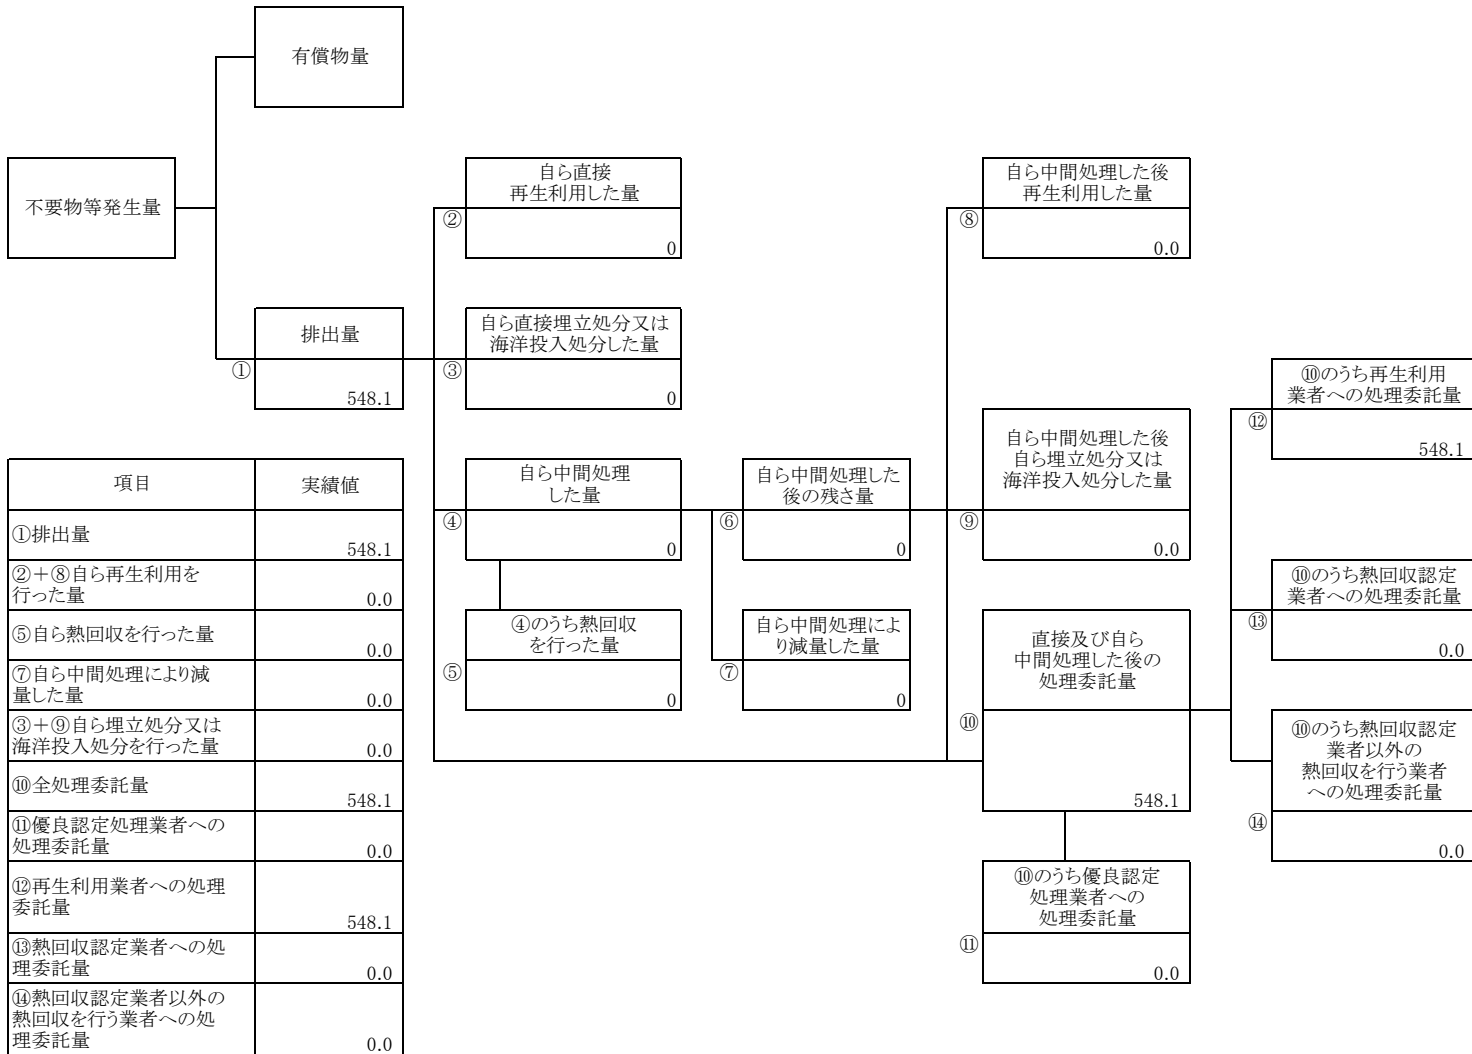 有償物量
不要物等発生量
自ら直接
再生利用した量
②
0
自ら中間処理した後
再生利用した量
⑧
0.0
排出量
①
548.1
自ら直接埋立処分又は
海洋投入処分した量
③
0
⑩のうち再生利用
業者への処理委託量
⑫
548.1
自ら中間処理
した量
④
0
自ら中間処理した
後の残さ量
⑥
0
自ら中間処理した後
自ら埋立処分又は
海洋投入処分した量
⑨
0.0
⑩のうち熱回収認定
業者への処理委託量
⑬
0.0
④のうち熱回収
を行った量
⑤
0
自ら中間処理によ
り減量した量
⑦
0
直接及び自ら
中間処理した後の
処理委託量
⑩
548.1
⑩のうち熱回収認定
業者以外の
熱回収を行う業者
への処理委託量
⑭
0.0
⑩のうち優良認定
処理業者への
処理委託量
⑪
0.0
項目 実績値
①排出量
548.1
②+⑧自ら再生利用を
行った量
0.0
⑤自ら熱回収を行った量
0.0
⑦自ら中間処理により減
量した量
0.0
③+⑨自ら埋立処分又は
海洋投入処分を行った量
0.0
⑩全処理委託量
548.1
⑪優良認定処理業者への
処理委託量
0.0
⑫再生利用業者への処理
委託量
548.1
⑬熱回収認定業者への処
理委託量
0.0
⑭熱回収認定業者以外の
熱回収を行う業者への処
理委託量
0.0